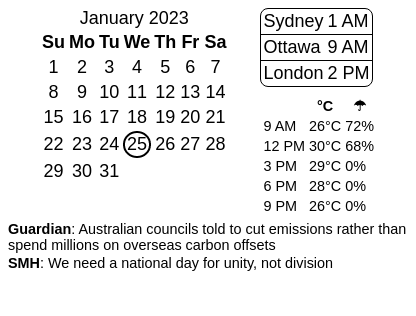 January 2023
Su Mo Tu We Th Fr Sa
1 2 3 4 5 6 7
8 9 10 11 12 13 14
15 16 17 18 19 20 21
22 23 24 25 26 27 28
29 30 31
Sydney 1 AM
Ottawa 9 AM
London 2 PM
°C ☂
9 AM 26°C 72%
12 PM 30°C 68%
3 PM 29°C 0%
6 PM 28°C 0%
9 PM 26°C 0%
Guardian: Australian councils told to cut emissions rather than
spend millions on overseas carbon offsets
SMH: We need a national day for unity, not division